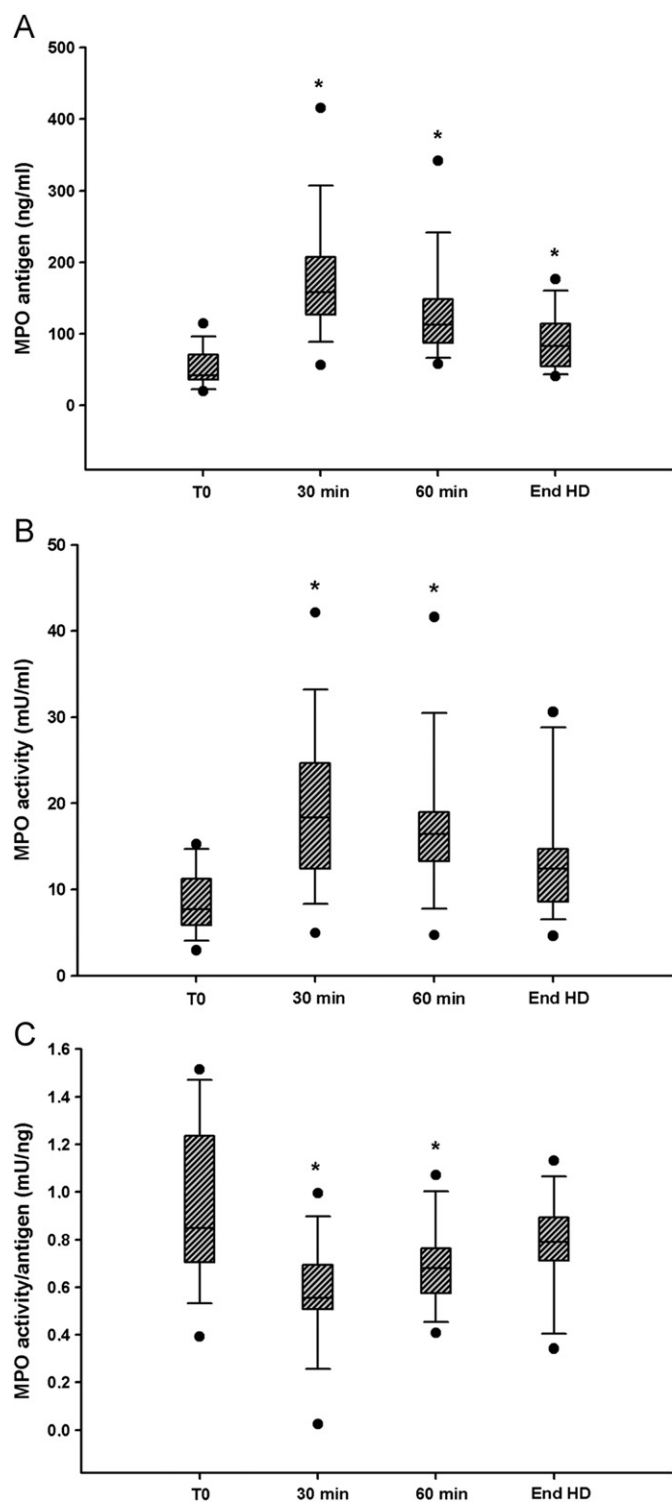 A
500
*
400
*
300
*
200
100
0
MPO antigen (ng/ml)
T0 30 min 60 min End HD
B
50
* *
40
30
20
10
0
MPO activity (mU/ml)
T0 30 min 60 min End HD
C
1.6
1.4
1.2
* *
1.0
0.8
0.6
0.4
0.2
0.0
MPO activity/antigen (mU/ng)
T0 30 min 60 min End HD